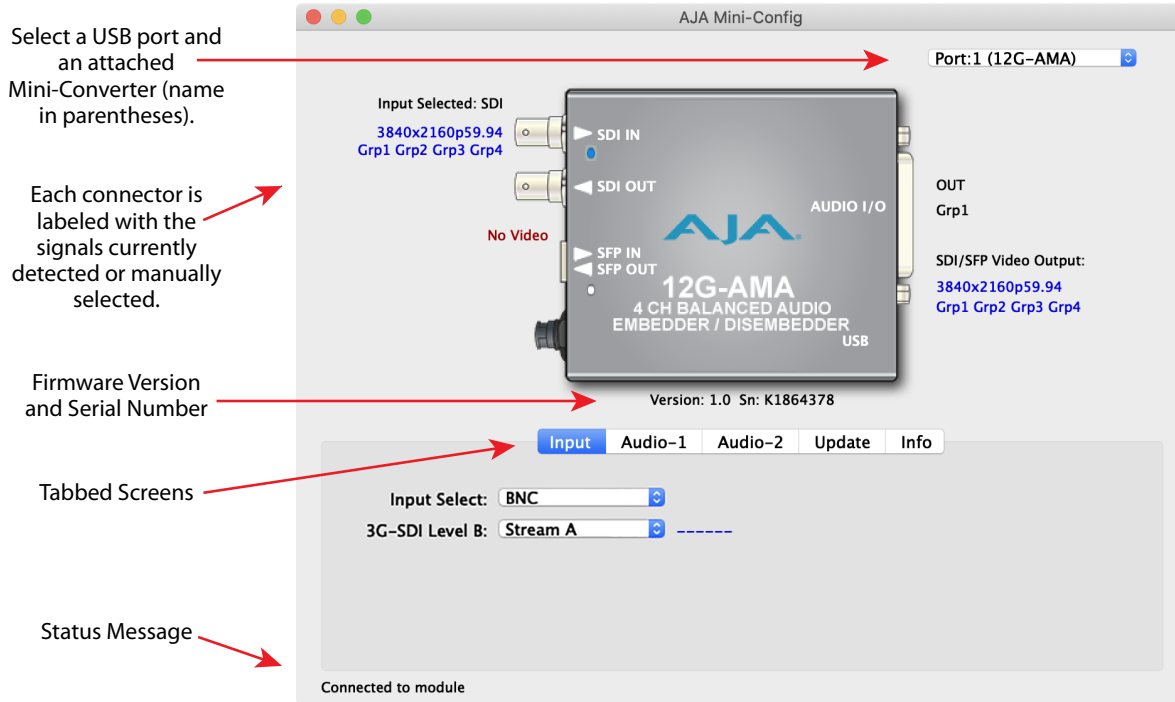 AJA Mini-Config
Select a USB port and
an attached
Mini-Converter (name
in parentheses).
Port:1 (12G-AMA)
Input Selected: SDI
3840x2160p59.94
Grp1 Grp2 Grp3 Grp4
SDI IN
SDI OUT
AUDIO I/O
OUT
Grp1
Each connector is
labeled with the
signals currently
detected or manually
selected.
No Video
AJA
SFP IN
SFP OUT
SDI/SFP Video Output:
3840x2160p59.94
Grp1 Grp2 Grp3 Grp4
12G-AMA
4 CH BALANCED AUDIO
EMBEDDER / DISEMBEDDER
USB
Firmware Version
and Serial Number
Version: 1.0 Sn: K1864378
Input Audio-1 Audio-2 Update Info
Tabbed Screens
Input Select: BNC
3G-SDI Level B: Stream A ------
Status Message
Connected to module